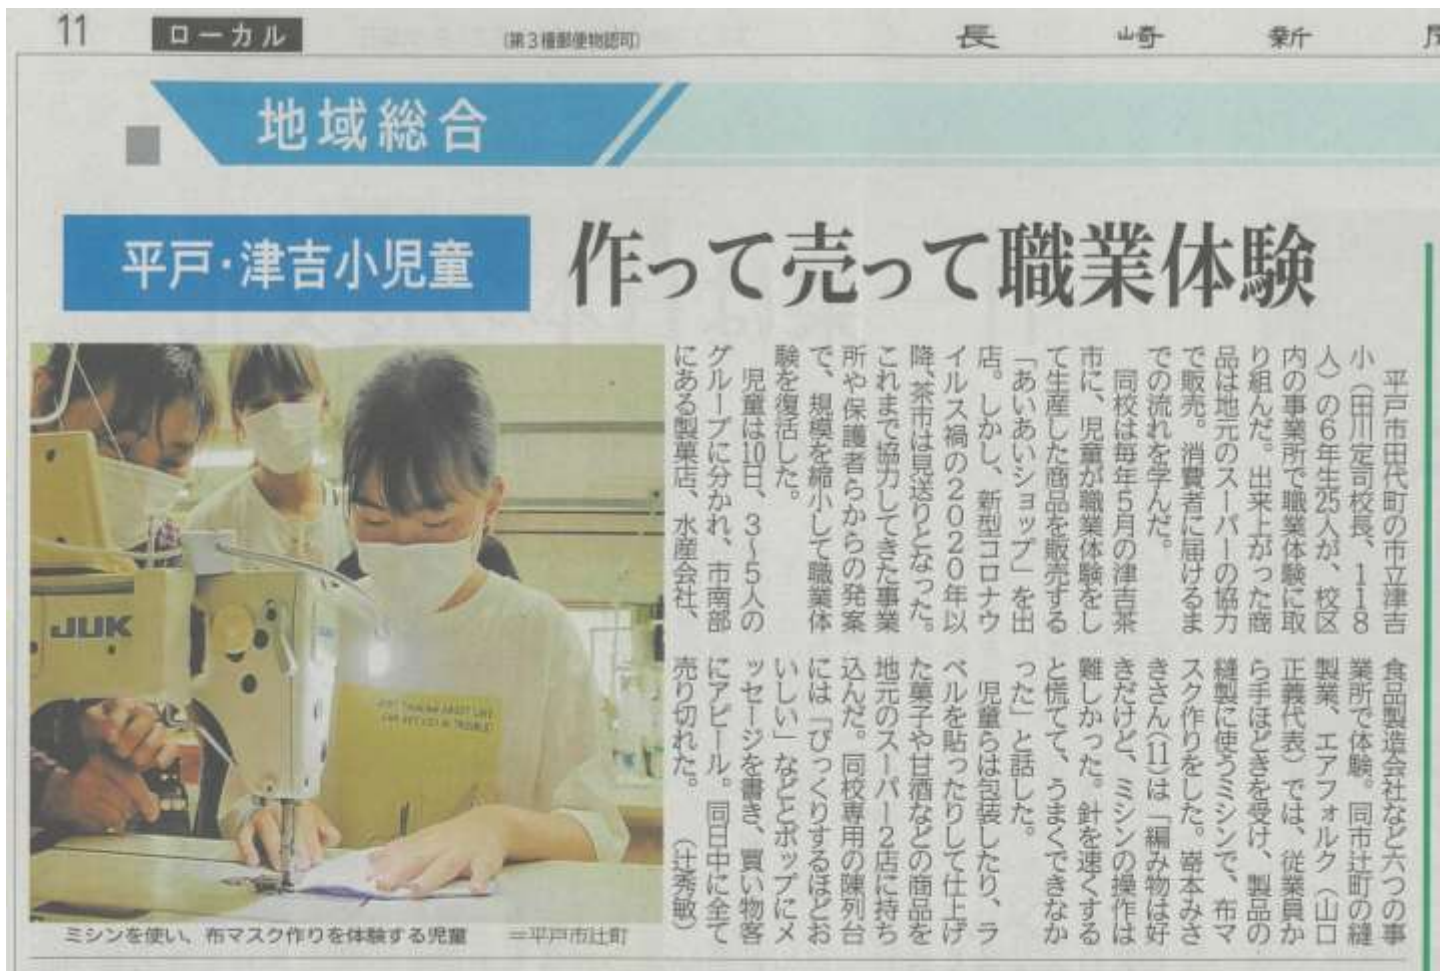 11
ローカル
(第3種郵便物認可)
長崎新
地域総合
平戸・津吉小児童
作って売って職業体験
平戸市田代町の市立津吉
小（田川定司校長、118
人）の6年生25人が、校区
内の事業所で職業体験に取
り組んだ。出来上がった商
品は地元のスーパーの協力
で販売。消費者に届けるま
での流れを学んだ。
同校は毎年5月の津吉茶
市に、児童が職業体験をし
て生産した商品を販売する
「あいあいショップ」を出
店。しかし、新型コロナウ
イルス禍の2020年以
降、茶市は見送りとなった。
これまで協力してきた事業
所や保護者らからの発案
で、規模を縮小して職業体
験を復活した。
児童は10日、3〜5人の
グループに分かれ、市南部
にある製菓店、水産会社、
食品製造会社など六つの事
業所で体験。同市辻町の縫
製業、エアフォルク（山口
正義代表）では、従業員か
ら手ほどきを受け、製品の
縫製に使うミシンで、布マ
スク作りをした。嵜本みさ
きさん(11)は「編み物は好
きだけど、ミシンの操作は
難しかった。針を速くする
と慌てて、うまくできなか
った」と話した。
児童らは包装したり、ラ
ベルを貼ったりして仕上げ
た菓子や甘酒などの商品を
地元のスーパー2店に持ち
込んだ。同校専用の陳列台
には「びっくりするほどお
いしい」などとポップにメ
ッセージを書き、買い物客
にアピール。同日中に全て
売り切れた。（辻秀敏）
JUK
ミシンを使い、布マスク作りを体験する児童　＝平戸市辻町